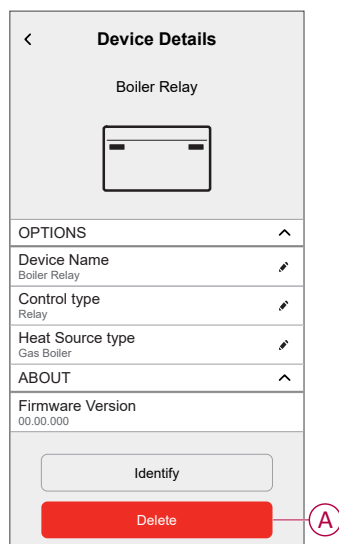 Device Details
Boiler Relay
OPTIONS
Device Name
Boiler Relay
Control type
Relay
Heat Source type
Gas Boiler
ABOUT
Firmware Version
00.00.000
Identify
Delete
A